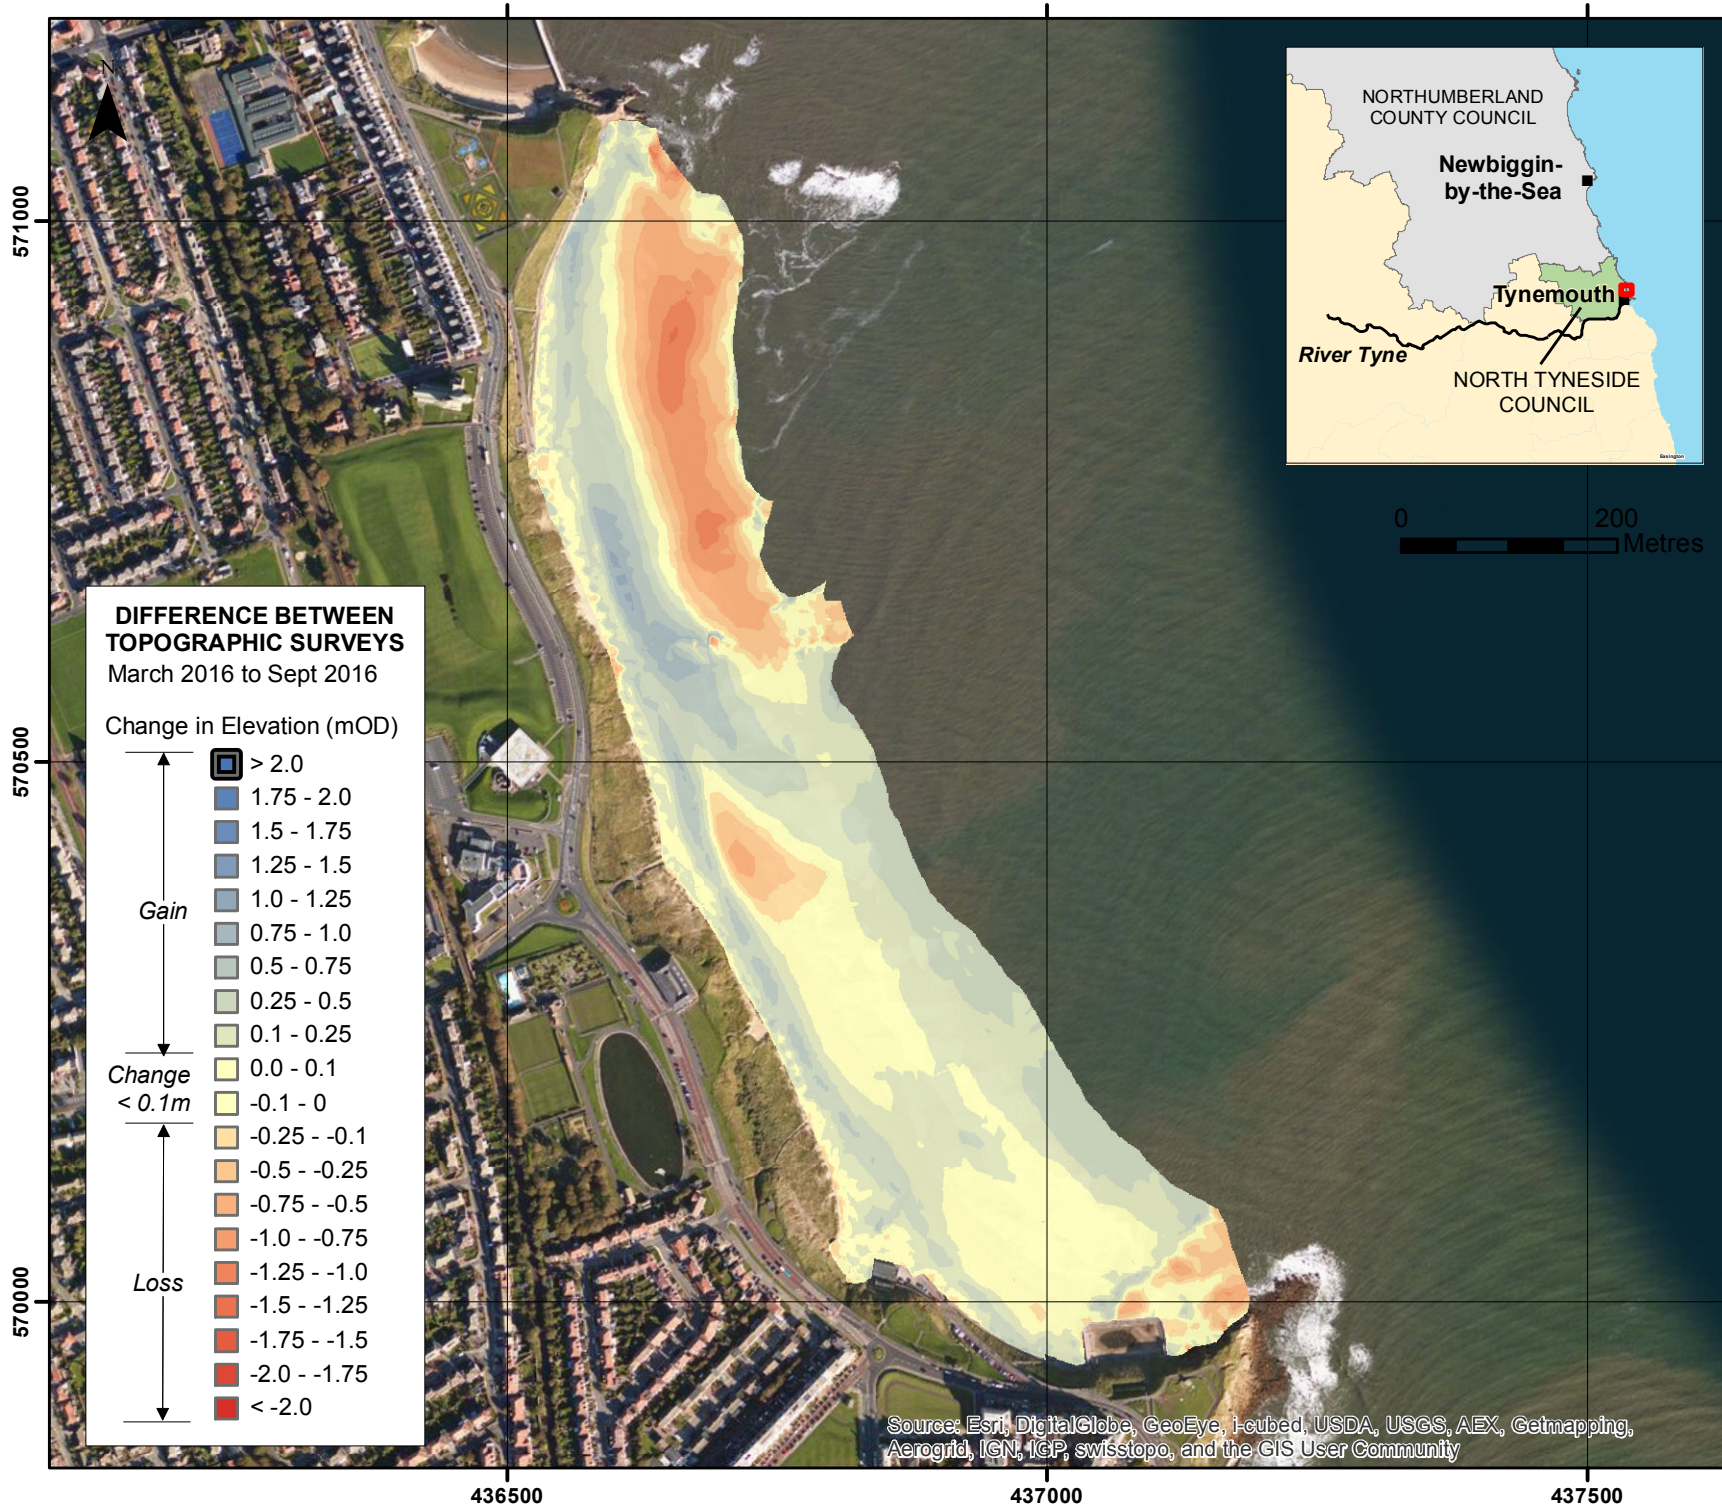 N
NORTHUMBERLAND
COUNTY COUNCIL
Newbiggin-
by-the-Sea
Tynemouth
River Tyne
NORTH TYNESIDE
COUNCIL
Easington
0 200
Metres
571000
570500
570000
DIFFERENCE BETWEEN
TOPOGRAPHIC SURVEYS
March 2016 to Sept 2016
Change in Elevation (mOD)
> 2.0
1.75 - 2.0
1.5 - 1.75
1.25 - 1.5
1.0 - 1.25
Gain
0.75 - 1.0
0.5 - 0.75
0.25 - 0.5
0.1 - 0.25
0.0 - 0.1
Change
< 0.1m
-0.1 - 0
-0.25 - -0.1
-0.5 - -0.25
-0.75 - -0.5
-1.0 - -0.75
-1.25 - -1.0
Loss
-1.5 - -1.25
-1.75 - -1.5
-2.0 - -1.75
< -2.0
Source: Esri, DigitalGlobe, GeoEye, i-cubed, USDA, USGS, AEX, Getmapping,
Aerogrid, IGN, IGP, swisstopo, and the GIS User Community
436500 437000 437500